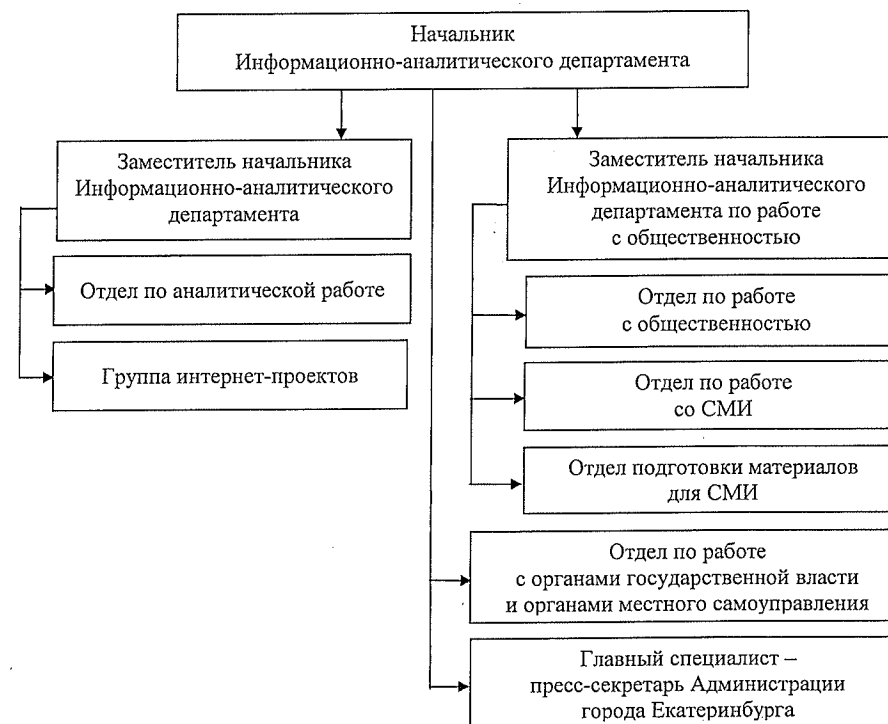 Начальник
Информационно-аналитического департамента
Заместитель начальника
Информационно-аналитического
департамента
Отдел по аналитической работе
Группа интернет-проектов
Заместитель начальника
Информационно-аналитического
департамента по работе
с общественностью
Отдел по работе
с общественностью
Отдел по работе
со СМИ
Отдел подготовки материалов
для СМИ
Отдел по работе
с органами государственной власти
и органами местного самоуправления
Главный специалист –
пресс-секретарь Администрации
города Екатеринбурга